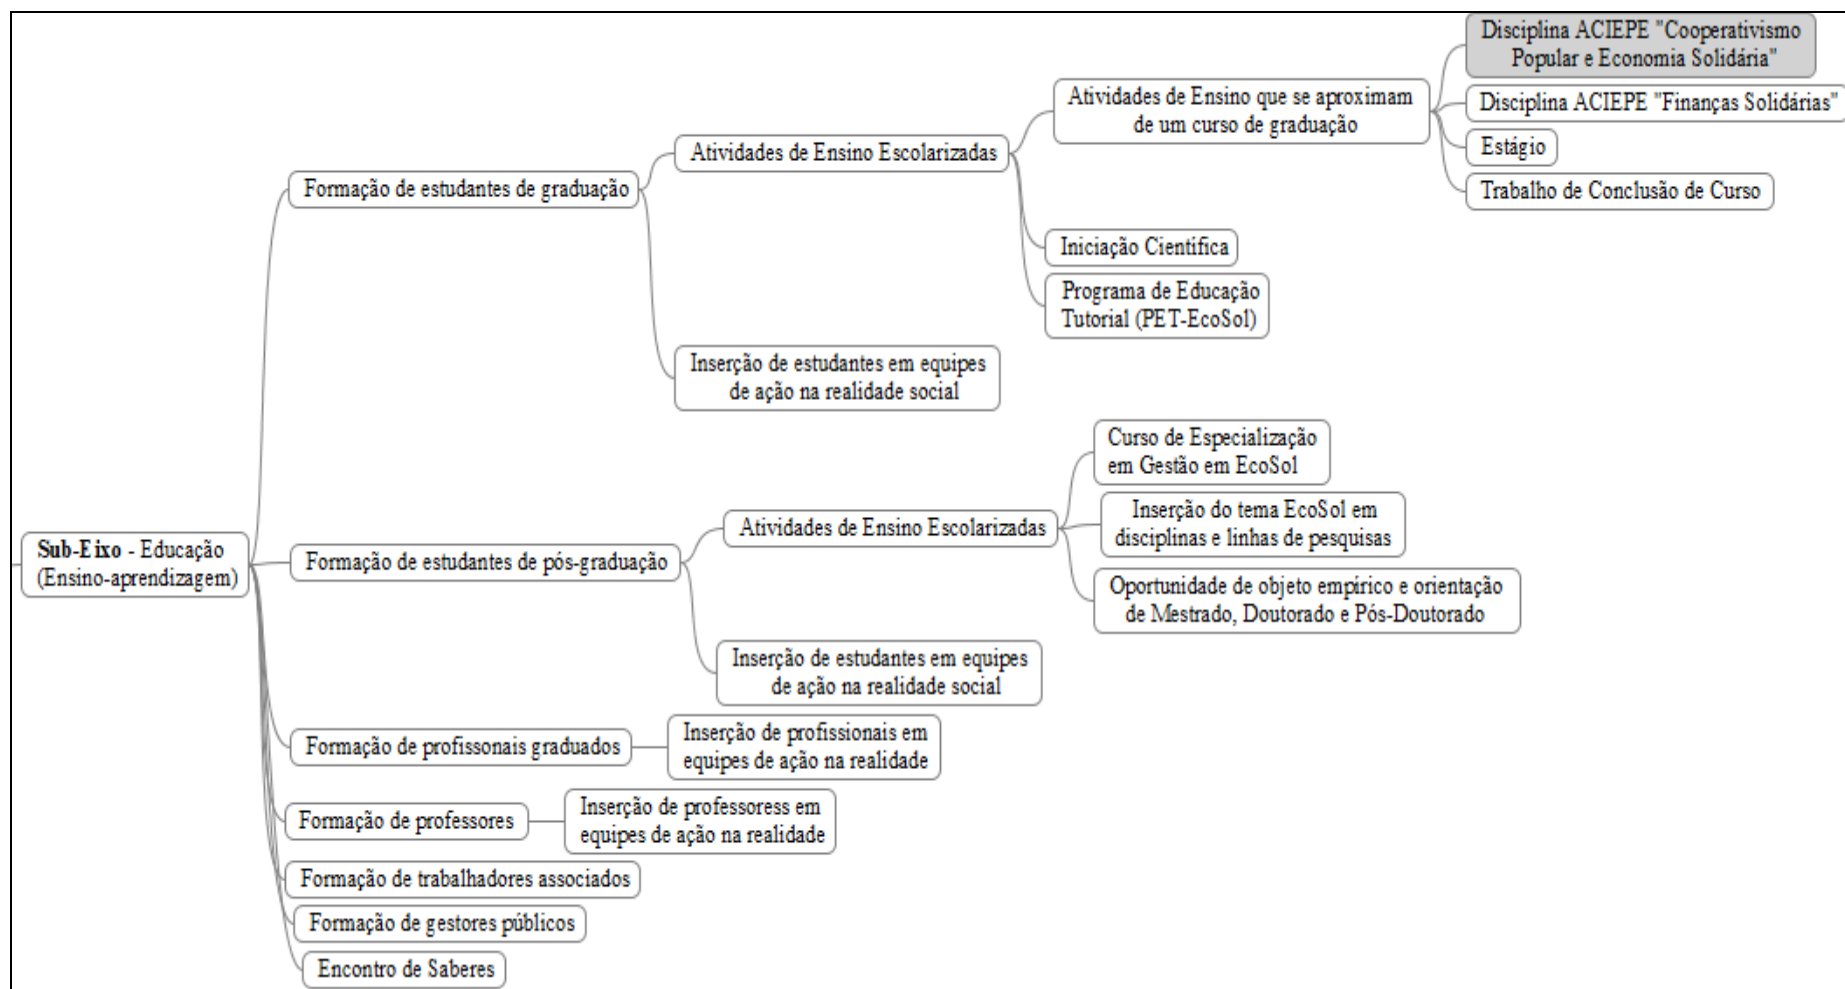 Disciplina ACIEPE "Cooperativismo
Popular e Economia Solidária"
Atividades de Ensino que se aproximam
de um curso de graduação
Disciplina ACIEPE "Finanças Solidárias"
Estágio
Trabalho de Conclusão de Curso
Atividades de Ensino Escolarizadas
Formação de estudantes de graduação
Iniciação Científica
Programa de Educação
Tutorial (PET-EcoSol)
Inserção de estudantes em equipes
de ação na realidade social
Curso de Especialização
em Gestão em EcoSol
Atividades de Ensino Escolarizadas
Inserção do tema EcoSol em
disciplinas e linhas de pesquisas
Sub-Eixo - Educação
(Ensino-aprendizagem)
Formação de estudantes de pós-graduação
Oportunidade de objeto empírico e orientação
de Mestrado, Doutorado e Pós-Doutorado
Inserção de estudantes em equipes
de ação na realidade social
Formação de profissonais graduados
Inserção de profissionais em
equipes de ação na realidade
Formação de professores
Inserção de professoress em
equipes de ação na realidade
Formação de trabalhadores associados
Formação de gestores públicos
Encontro de Saberes